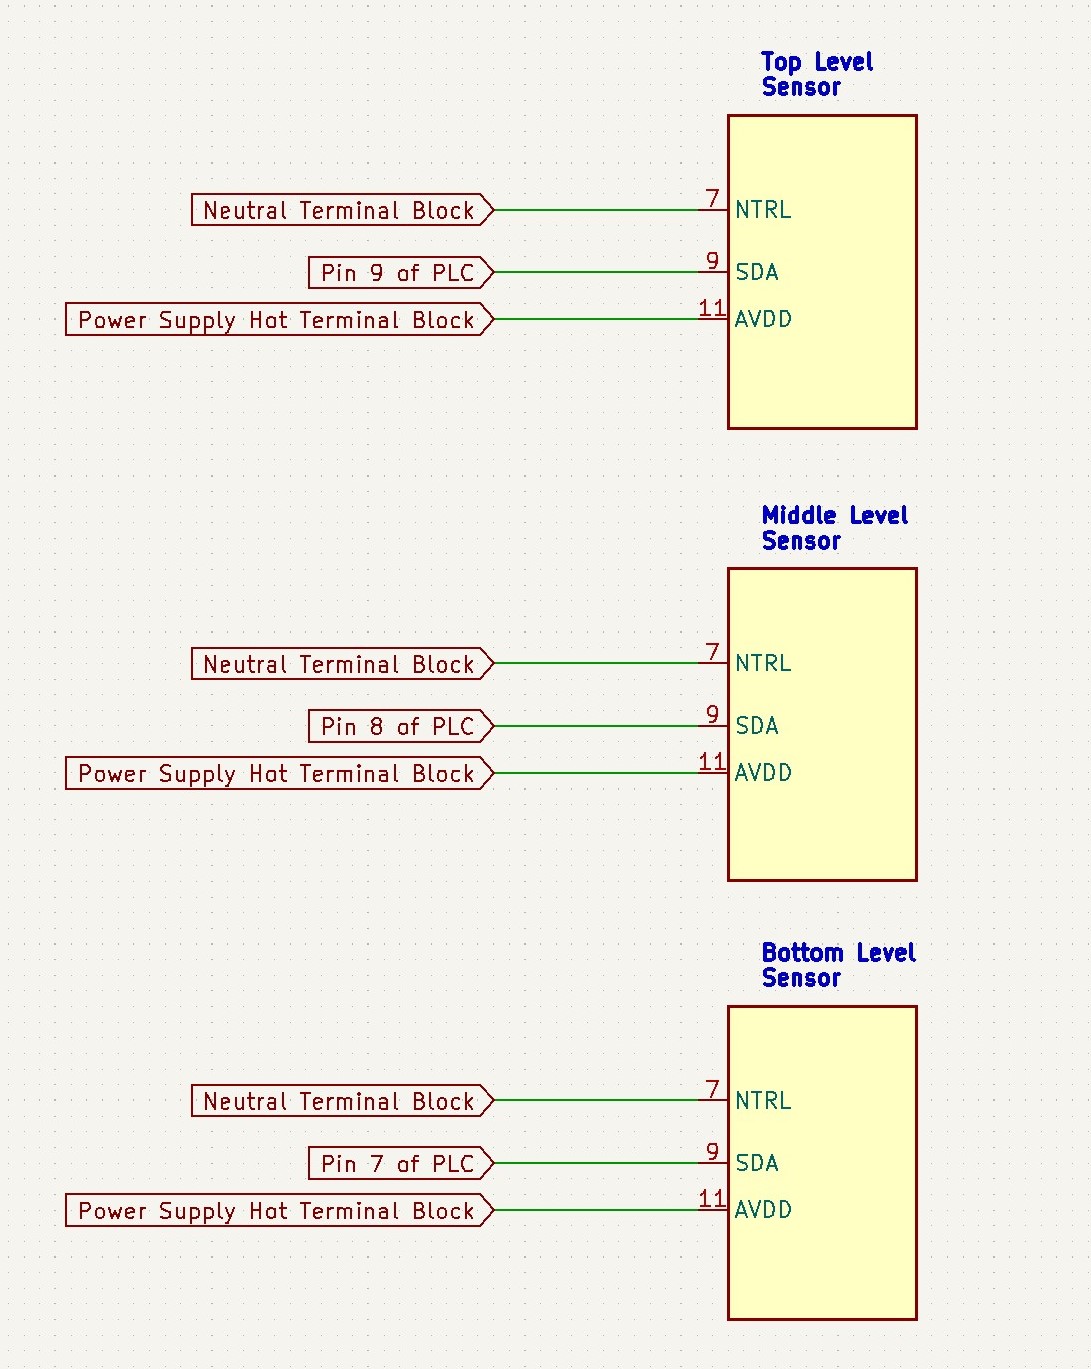 Top Level
Sensor
Neutral Terminal Block 7 NTRL
Pin 9 of PLC 9 SDA
Power Supply Hot Terminal Block 11 AVDD
Middle Level
Sensor
Neutral Terminal Block 7 NTRL
Pin 8 of PLC 9 SDA
Power Supply Hot Terminal Block 11 AVDD
Bottom Level
Sensor
Neutral Terminal Block 7 NTRL
Pin 7 of PLC 9 SDA
Power Supply Hot Terminal Block 11 AVDD